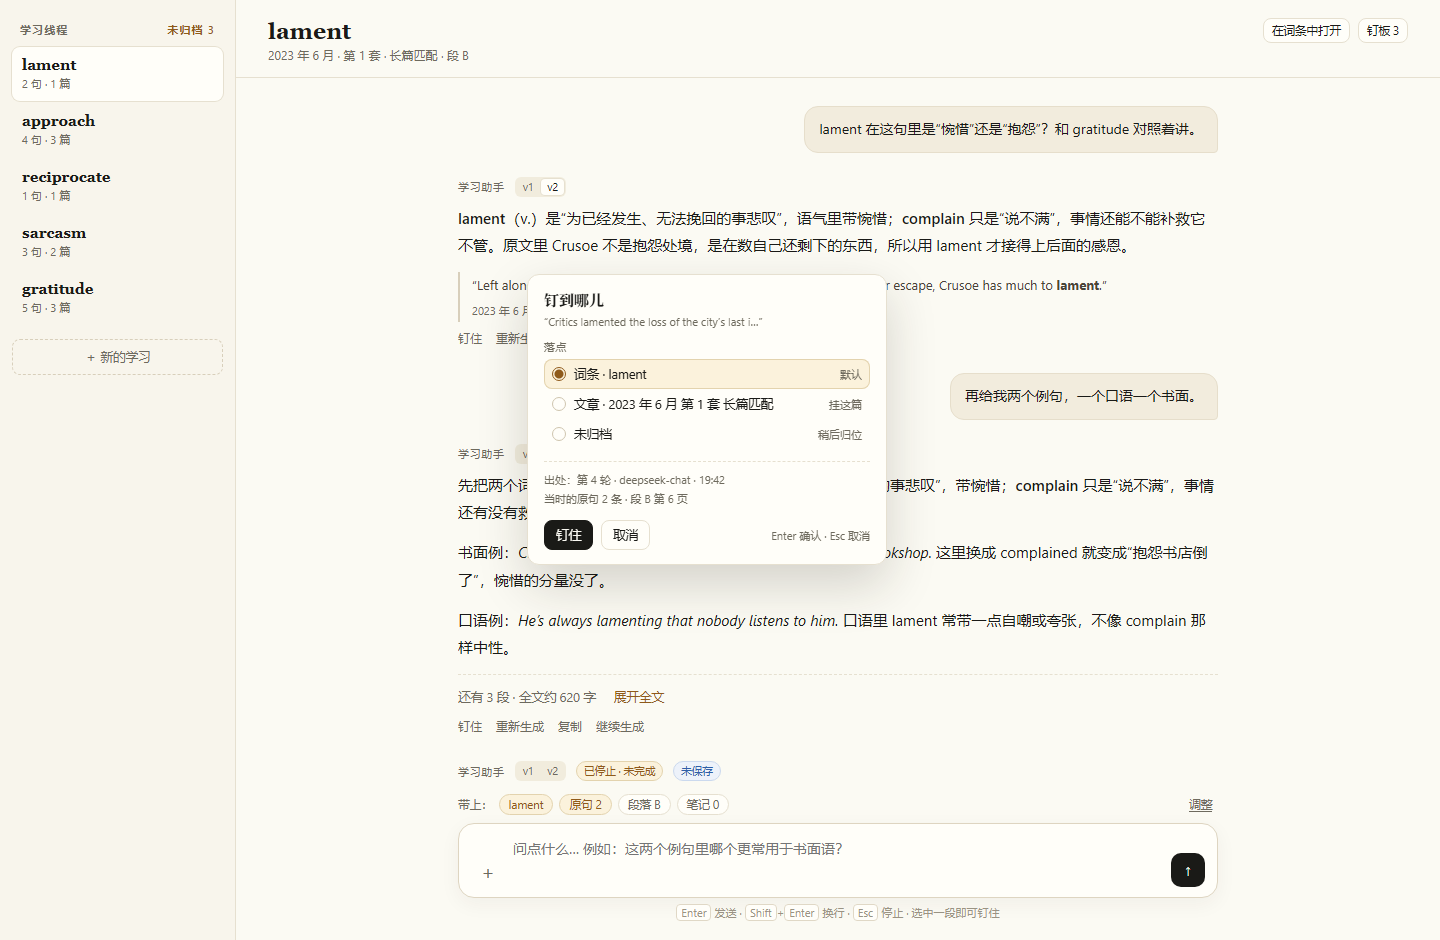 学习线程 未归档 3
lament
2 句 · 1 篇
approach
4 句 · 3 篇
reciprocate
1 句 · 1 篇
sarcasm
3 句 · 2 篇
gratitude
5 句 · 3 篇
+ 新的学习
lament
2023 年 6 月 · 第 1 套 · 长篇匹配 · 段 B
在词条中打开 钉板 3
lament 在这句里是“惋惜”还是“抱怨”？和 gratitude 对照着讲。
学习助手 v1 v2
lament（v.）是“为已经发生、无法挽回的事悲叹”，语气里带惋惜；complain 只是“说不满”，事情还能不能补救它
不管。原文里 Crusoe 不是抱怨处境，是在数自己还剩下的东西，所以用 lament 才接得上后面的感恩。
“Left alon
escape, Crusoe has much to lament.”
2023 年 6
钉住 重新生
钉到哪儿
“Critics lamented the loss of the city's last i...”
落点
词条 · lament 默认
文章 · 2023 年 6 月 第 1 套 长篇匹配 挂这篇
未归档 稍后归位
出处：第 4 轮 · deepseek-chat · 19:42
当时的原句 2 条 · 段 B 第 6 页
钉住 取消 Enter 确认 · Esc 取消
再给我两个例句，一个口语一个书面。
学习助手
先把两个词
事悲叹”，带惋惜；complain 只是“说不满”，事情
还有没有救
书面例：C
kshop. 这里换成 complained 就变成“抱怨书店倒
了”，惋惜的分量没了。
口语例：He's always lamenting that nobody listens to him. 口语里 lament 常带一点自嘲或夸张，不像 complain 那
样中性。
还有 3 段 · 全文约 620 字 展开全文
钉住 重新生成 复制 继续生成
学习助手 v1 v2 已停止 · 未完成 未保存
带上： lament 原句 2 段落 B 笔记 0 调整
问点什么... 例如：这两个例句里哪个更常用于书面语？
+ ↑
Enter 发送 · Shift + Enter 换行 · Esc 停止 · 选中一段即可钉住